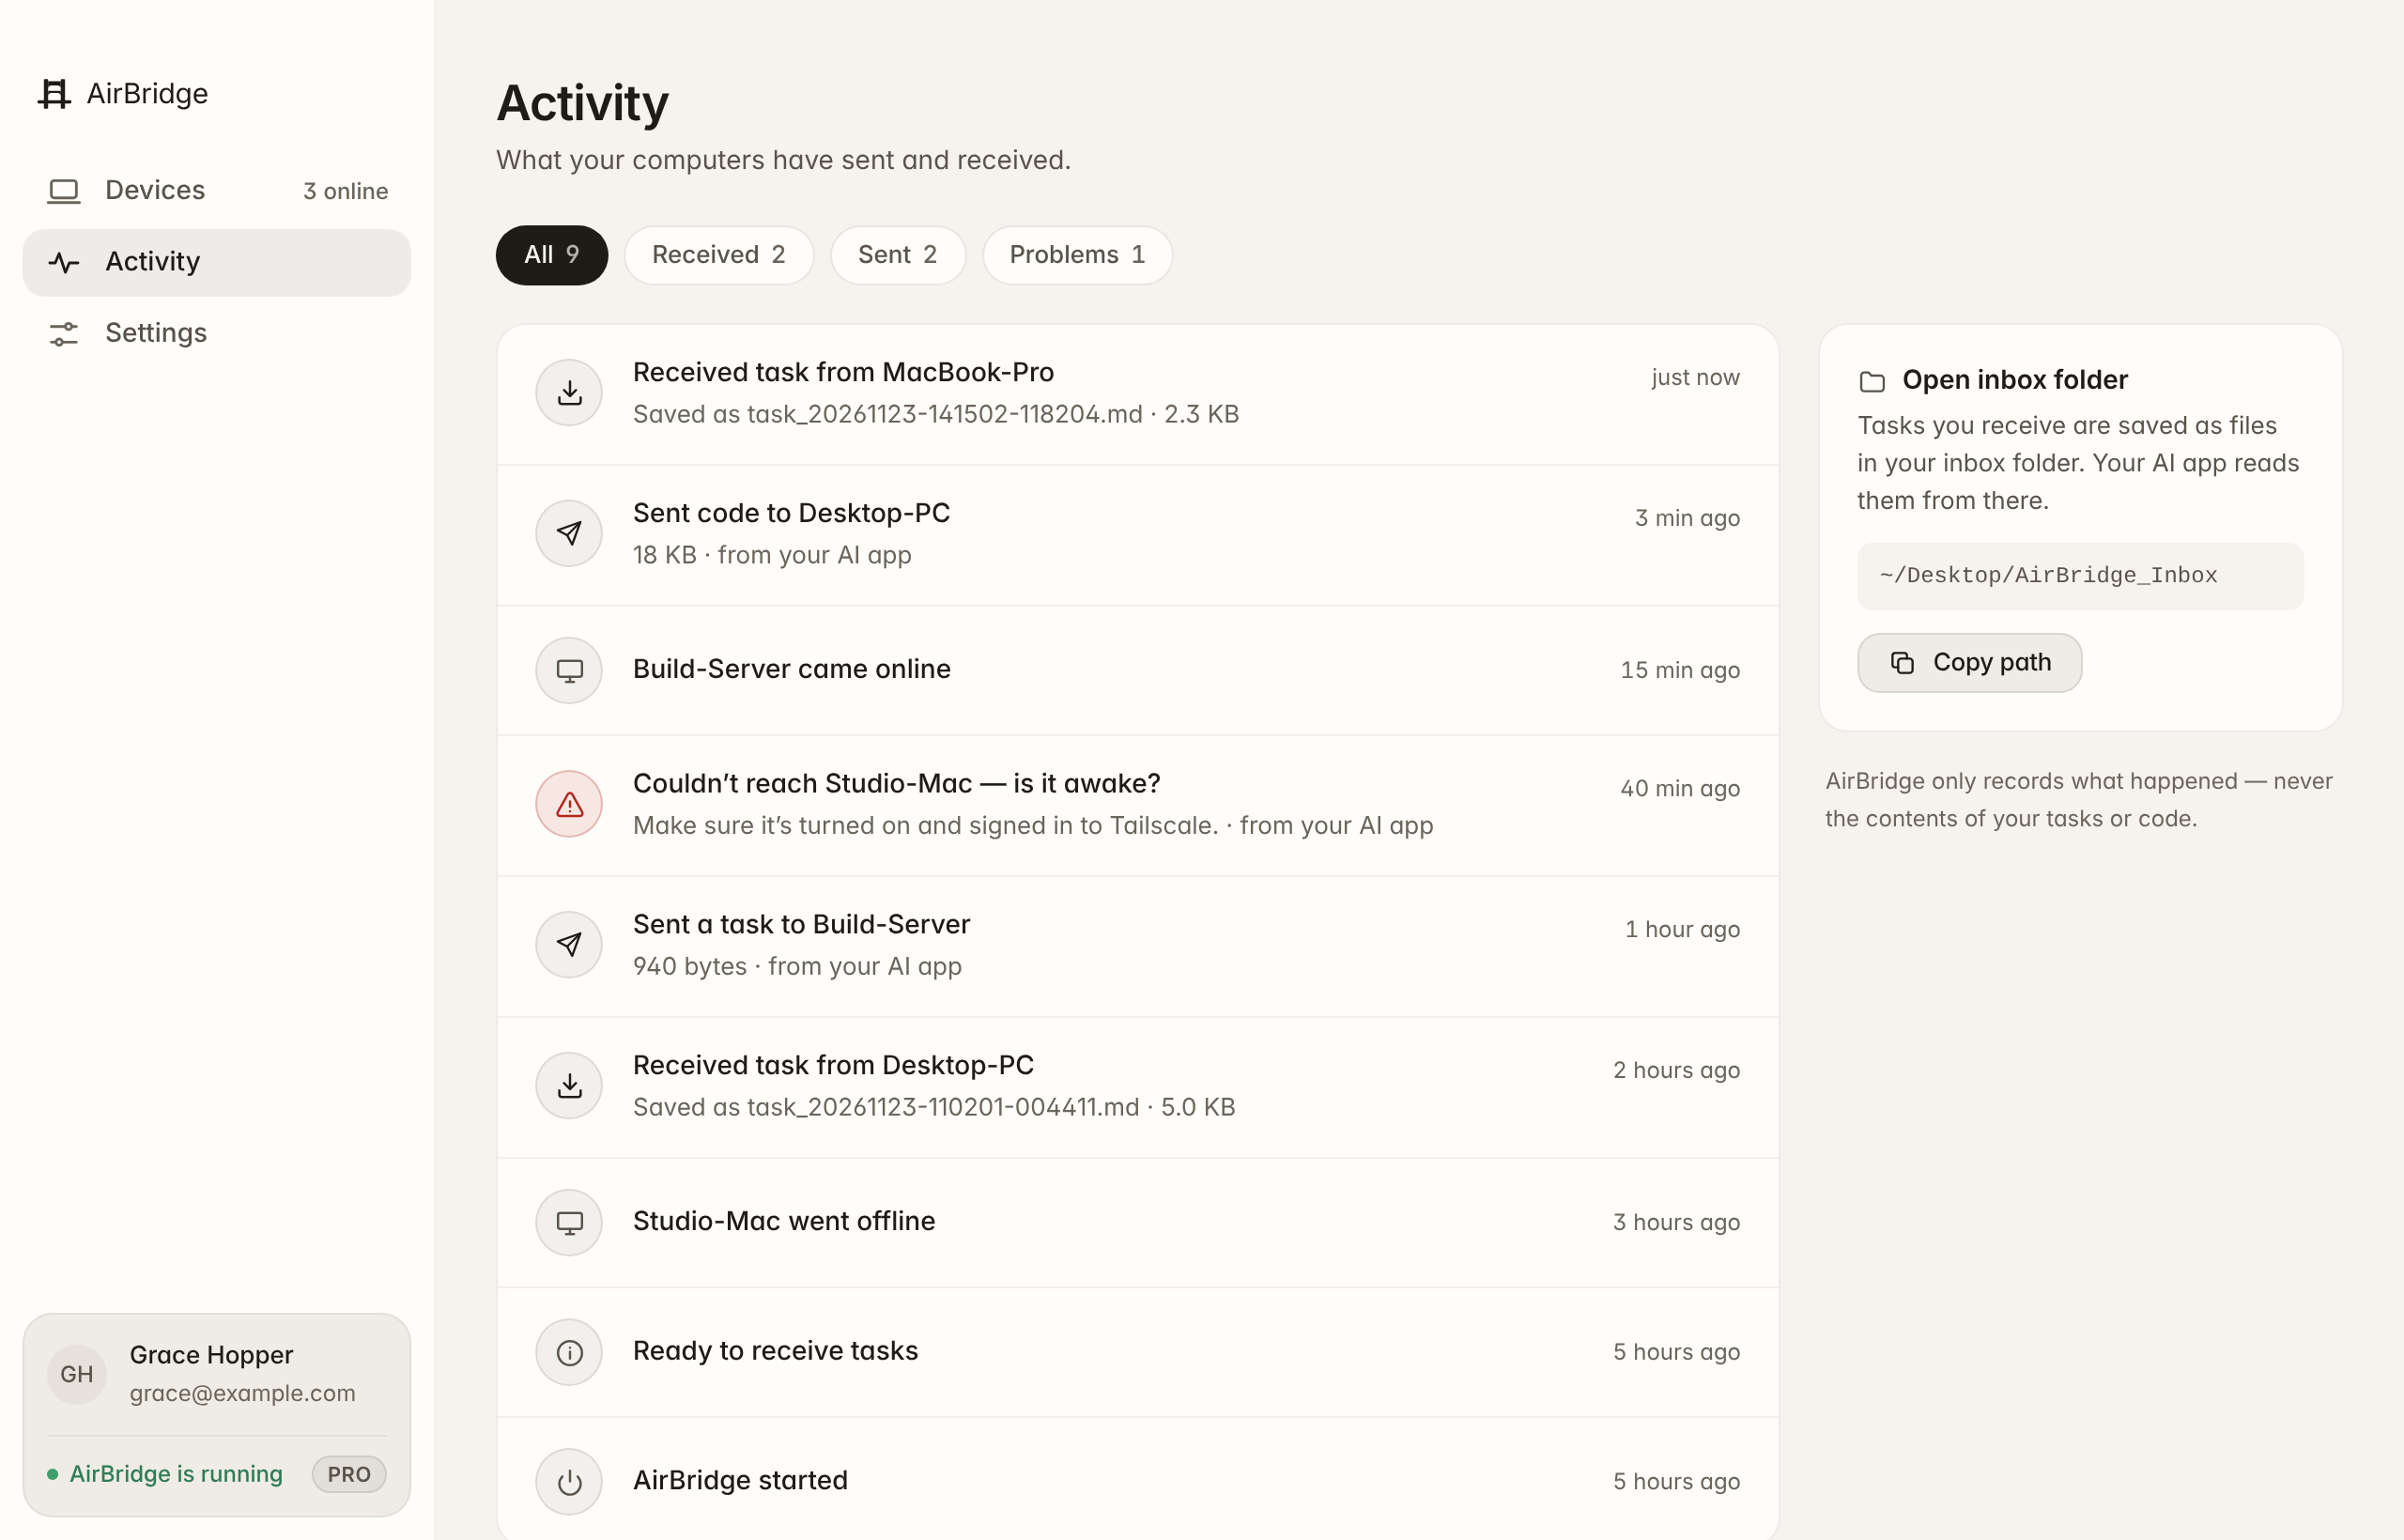 AirBridge
Devices 3 online
Activity
Settings
GH
Grace Hopper
grace@example.com
AirBridge is running PRO
Activity
What your computers have sent and received.
All 9 Received 2 Sent 2 Problems 1
Received task from MacBook-Pro just now
Saved as task_20261123-141502-118204.md · 2.3 KB
Sent code to Desktop-PC 3 min ago
18 KB · from your AI app
Build-Server came online 15 min ago
Couldn’t reach Studio-Mac — is it awake? 40 min ago
Make sure it’s turned on and signed in to Tailscale. · from your AI app
Sent a task to Build-Server 1 hour ago
940 bytes · from your AI app
Received task from Desktop-PC 2 hours ago
Saved as task_20261123-110201-004411.md · 5.0 KB
Studio-Mac went offline 3 hours ago
Ready to receive tasks 5 hours ago
AirBridge started 5 hours ago
Open inbox folder
Tasks you receive are saved as files
in your inbox folder. Your AI app reads
them from there.
~/Desktop/AirBridge_Inbox
Copy path
AirBridge only records what happened — never
the contents of your tasks or code.